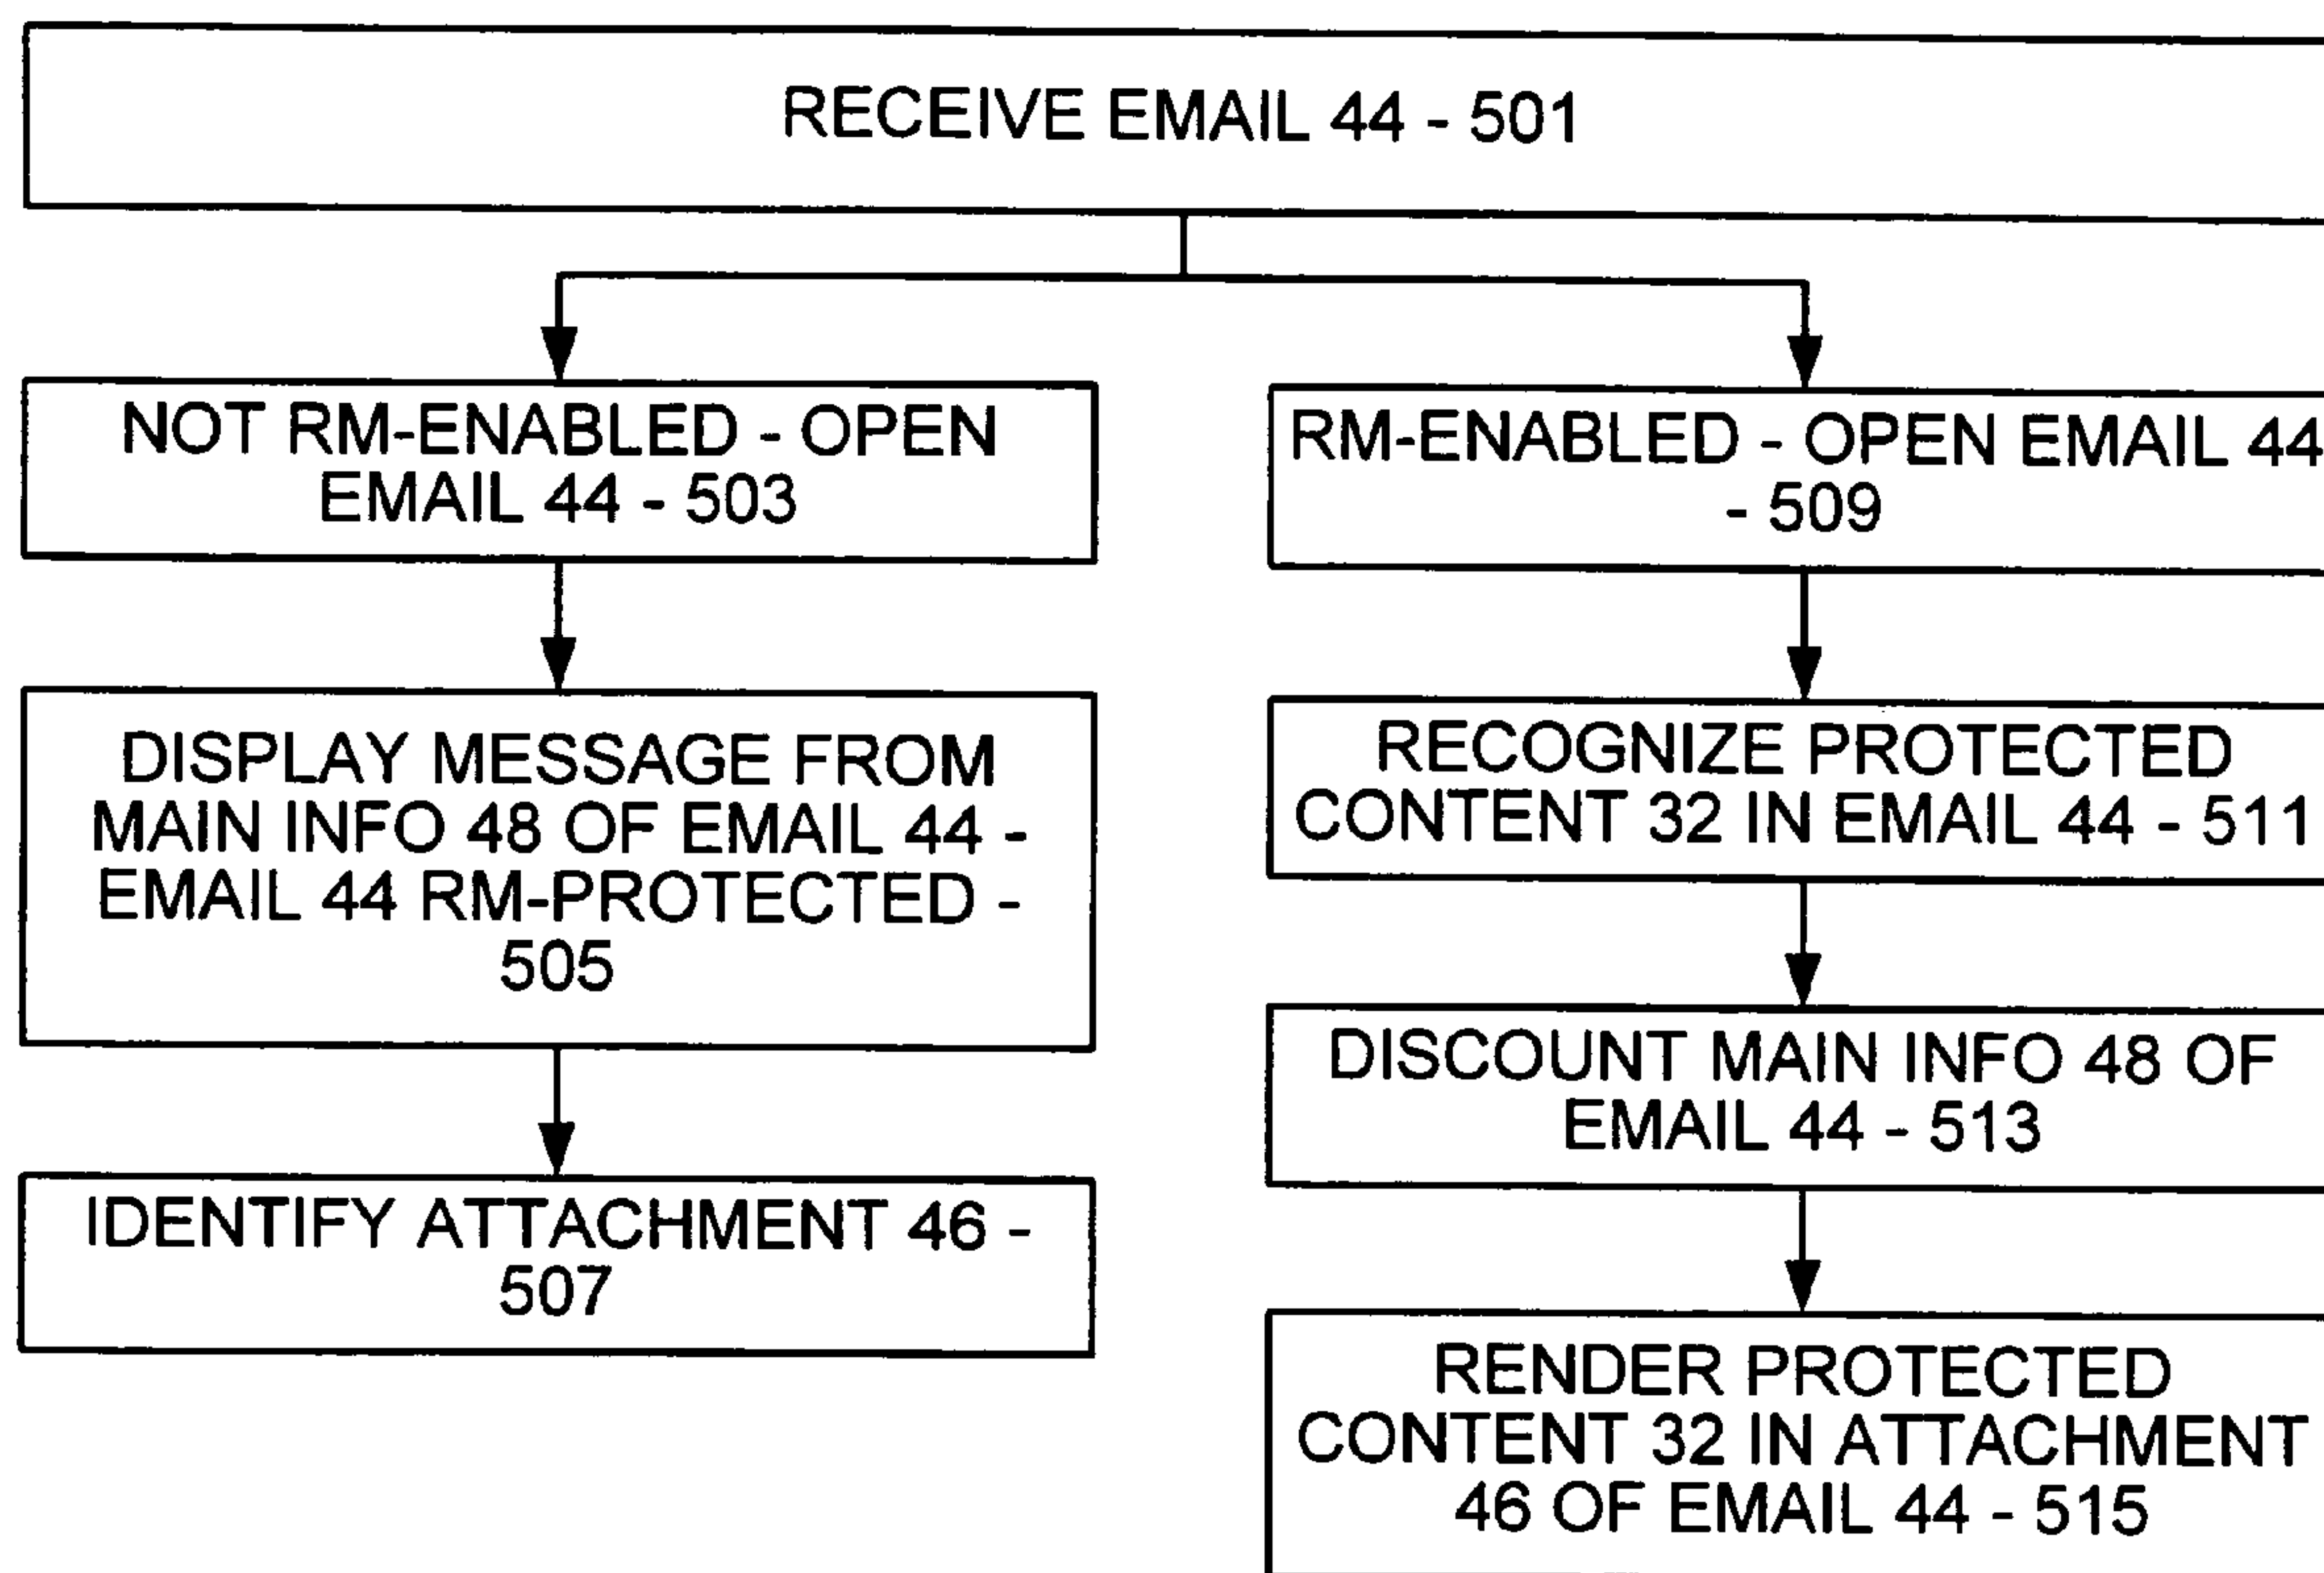 RECEIVE EMAIL 44 - 501
NOT RM-ENABLED - OPEN
EMAIL 44 - 503
DISPLAY MESSAGE FROM
MAIN INFO 48 OF EMAIL 44 -
EMAIL 44 RM-PROTECTED -
505
IDENTIFY ATTACHMENT 46 -
507
RM-ENABLED - OPEN EMAIL 44
- 509
RECOGNIZE PROTECTED
CONTENT 32 IN EMAIL 44 - 511
DISCOUNT MAIN INFO 48 OF
EMAIL 44 - 513
RENDER PROTECTED
CONTENT 32 IN ATTACHMENT
46 OF EMAIL 44 - 515